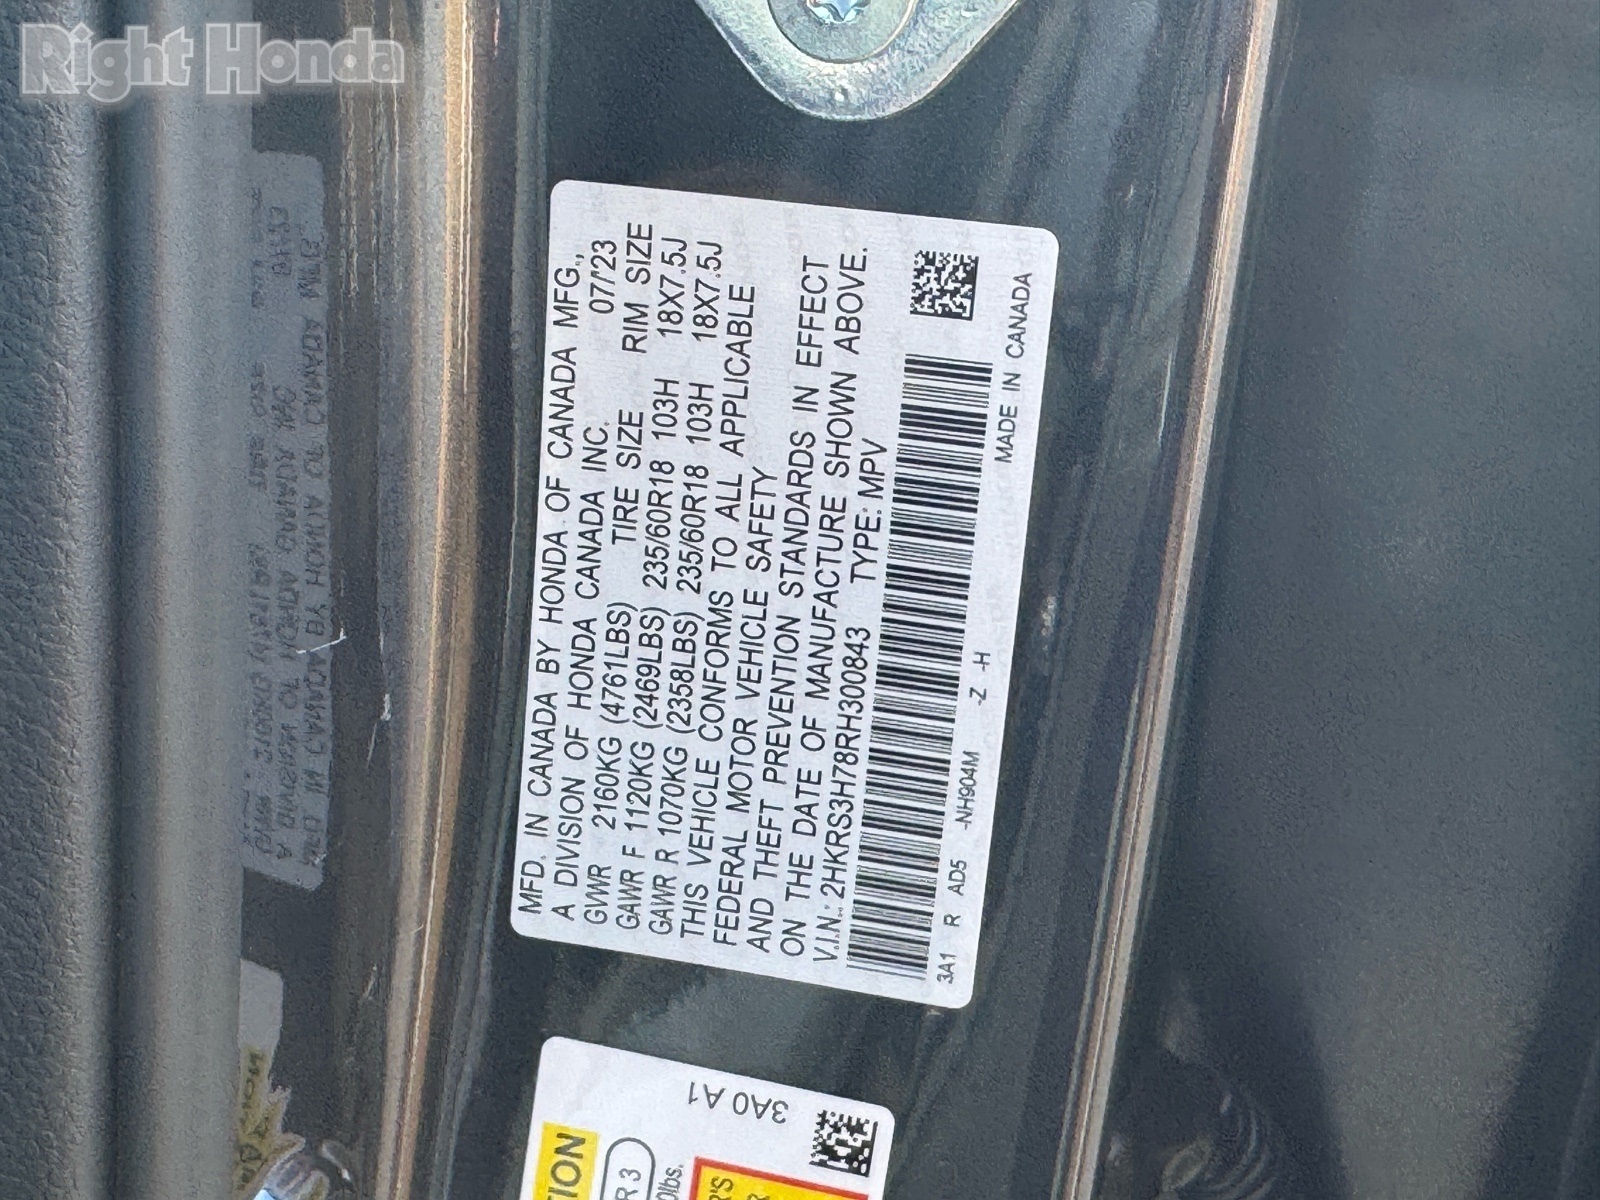 Right Honda
MFD. IN CANADA BY HONDA OF CANADA MFG.,
A DIVISION OF HONDA CANADA INC. 07/'23
GVWR 2160KG (4761LBS) TIRE SIZE RIM SIZE
GAWR F 1120KG (2469LBS) 235/60R18 103H 18X7.5J
GAWR R 1070KG (2358LBS) 235/60R18 103H 18X7.5J
THIS VEHICLE CONFORMS TO ALL APPLICABLE
FEDERAL MOTOR VEHICLE SAFETY
AND THEFT PREVENTION STANDARDS IN EFFECT
ON THE DATE OF MANUFACTURE SHOWN ABOVE.
V.I.N.: 2HKRS3H78RH300843 TYPE: MPV
3A1 R AD5 -NH904M -Z -H MADE IN CANADA
3A0 A1
TION
R3
0lbs.
R'S